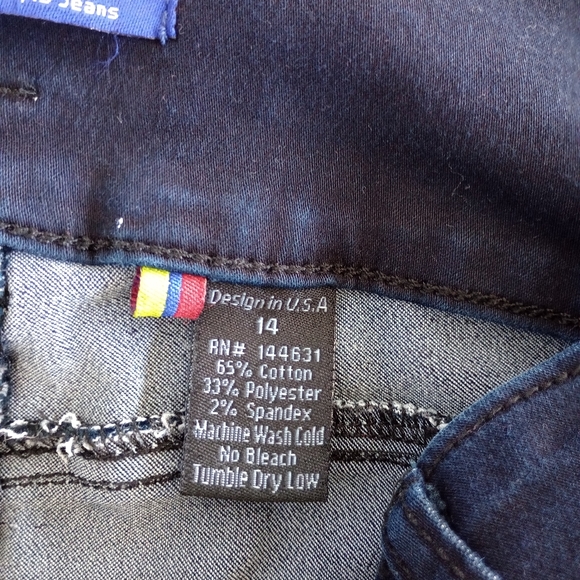 Jeans
Design in U.S.A
14
RN# 144631
65% Cotton
33% Polyester
2% Spandex
Machine Wash Cold
No Bleach
Tumble Dry Low